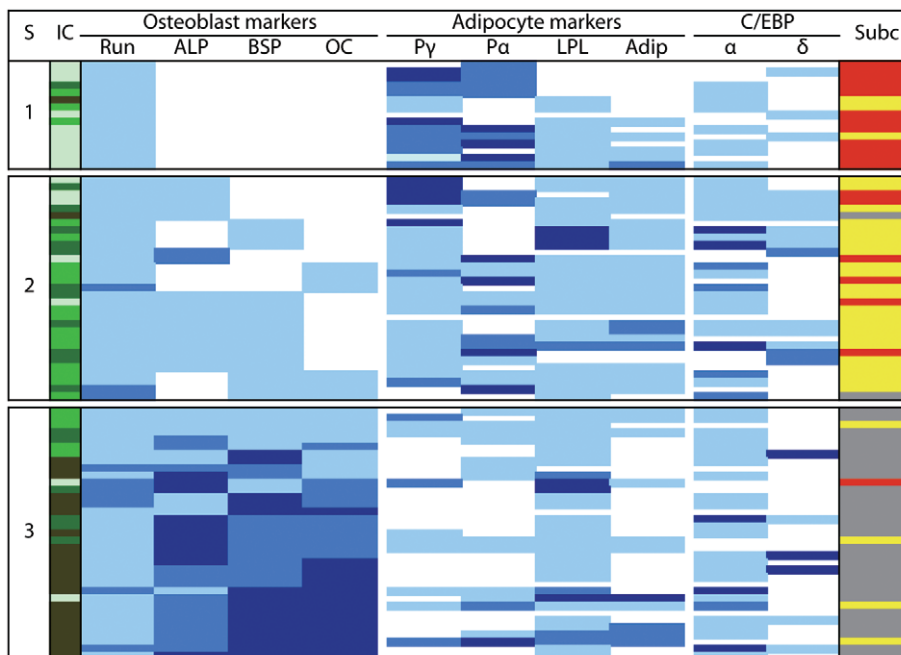 S IC Osteoblast markers Adipocyte markers C/EBP Subc
Run ALP BSP OC Pγ Pα LPL Adip α δ
1
2
3